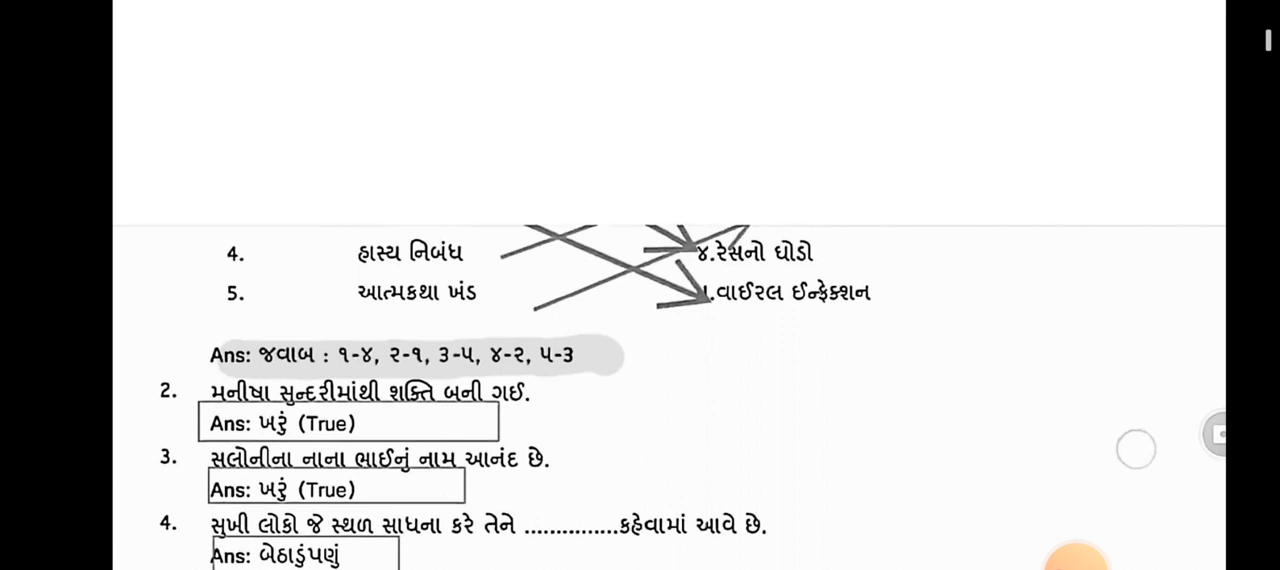 4. હાસ્ય નિબંધ ૪.રેસનો ઘોડો
5. આત્મકથા ખંડ .વાઈરલ ઈન્ફેક્શન
Ans: જવાબ : ૧-૪, ૨-૧, ૩-૫, ૪-૨, ૫-૩
2. મનીષા સુન્દરીમાંથી શક્તિ બની ગઈ.
Ans: ખરું (True)
3. સલોનીના નાના ભાઈનું નામ આનંદ છે.
Ans: ખરું (True)
4. સુખી લોકો જે સ્થળ સાધના કરે તેને ...............કહેવામાં આવે છે.
Ans: બેઠાડુંપણું